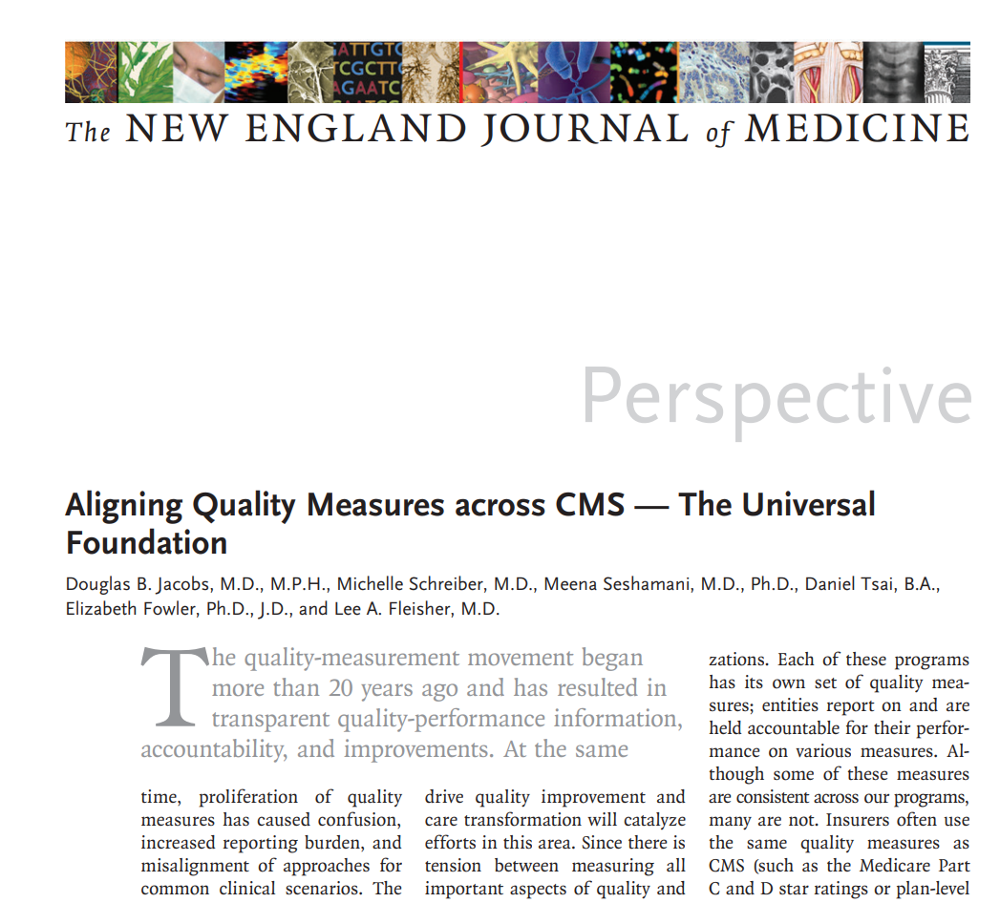 ATTGTC
TCGCTTC
AGAATC
The NEW ENGLAND JOURNAL of MEDICINE
Perspective
Aligning Quality Measures across CMS — The Universal
Foundation
Douglas B. Jacobs, M.D., M.P.H., Michelle Schreiber, M.D., Meena Seshamani, M.D., Ph.D., Daniel Tsai, B.A.,
Elizabeth Fowler, Ph.D., J.D., and Lee A. Fleisher, M.D.
The quality-measurement movement began
more than 20 years ago and has resulted in
transparent quality-performance information,
accountability, and improvements. At the same
time, proliferation of quality
measures has caused confusion,
increased reporting burden, and
misalignment of approaches for
common clinical scenarios. The
drive quality improvement and
care transformation will catalyze
efforts in this area. Since there is
tension between measuring all
important aspects of quality and
zations. Each of these programs
has its own set of quality mea-
sures; entities report on and are
held accountable for their perfor-
mance on various measures. Al-
though some of these measures
are consistent across our programs,
many are not. Insurers often use
the same quality measures as
CMS (such as the Medicare Part
C and D star ratings or plan-level